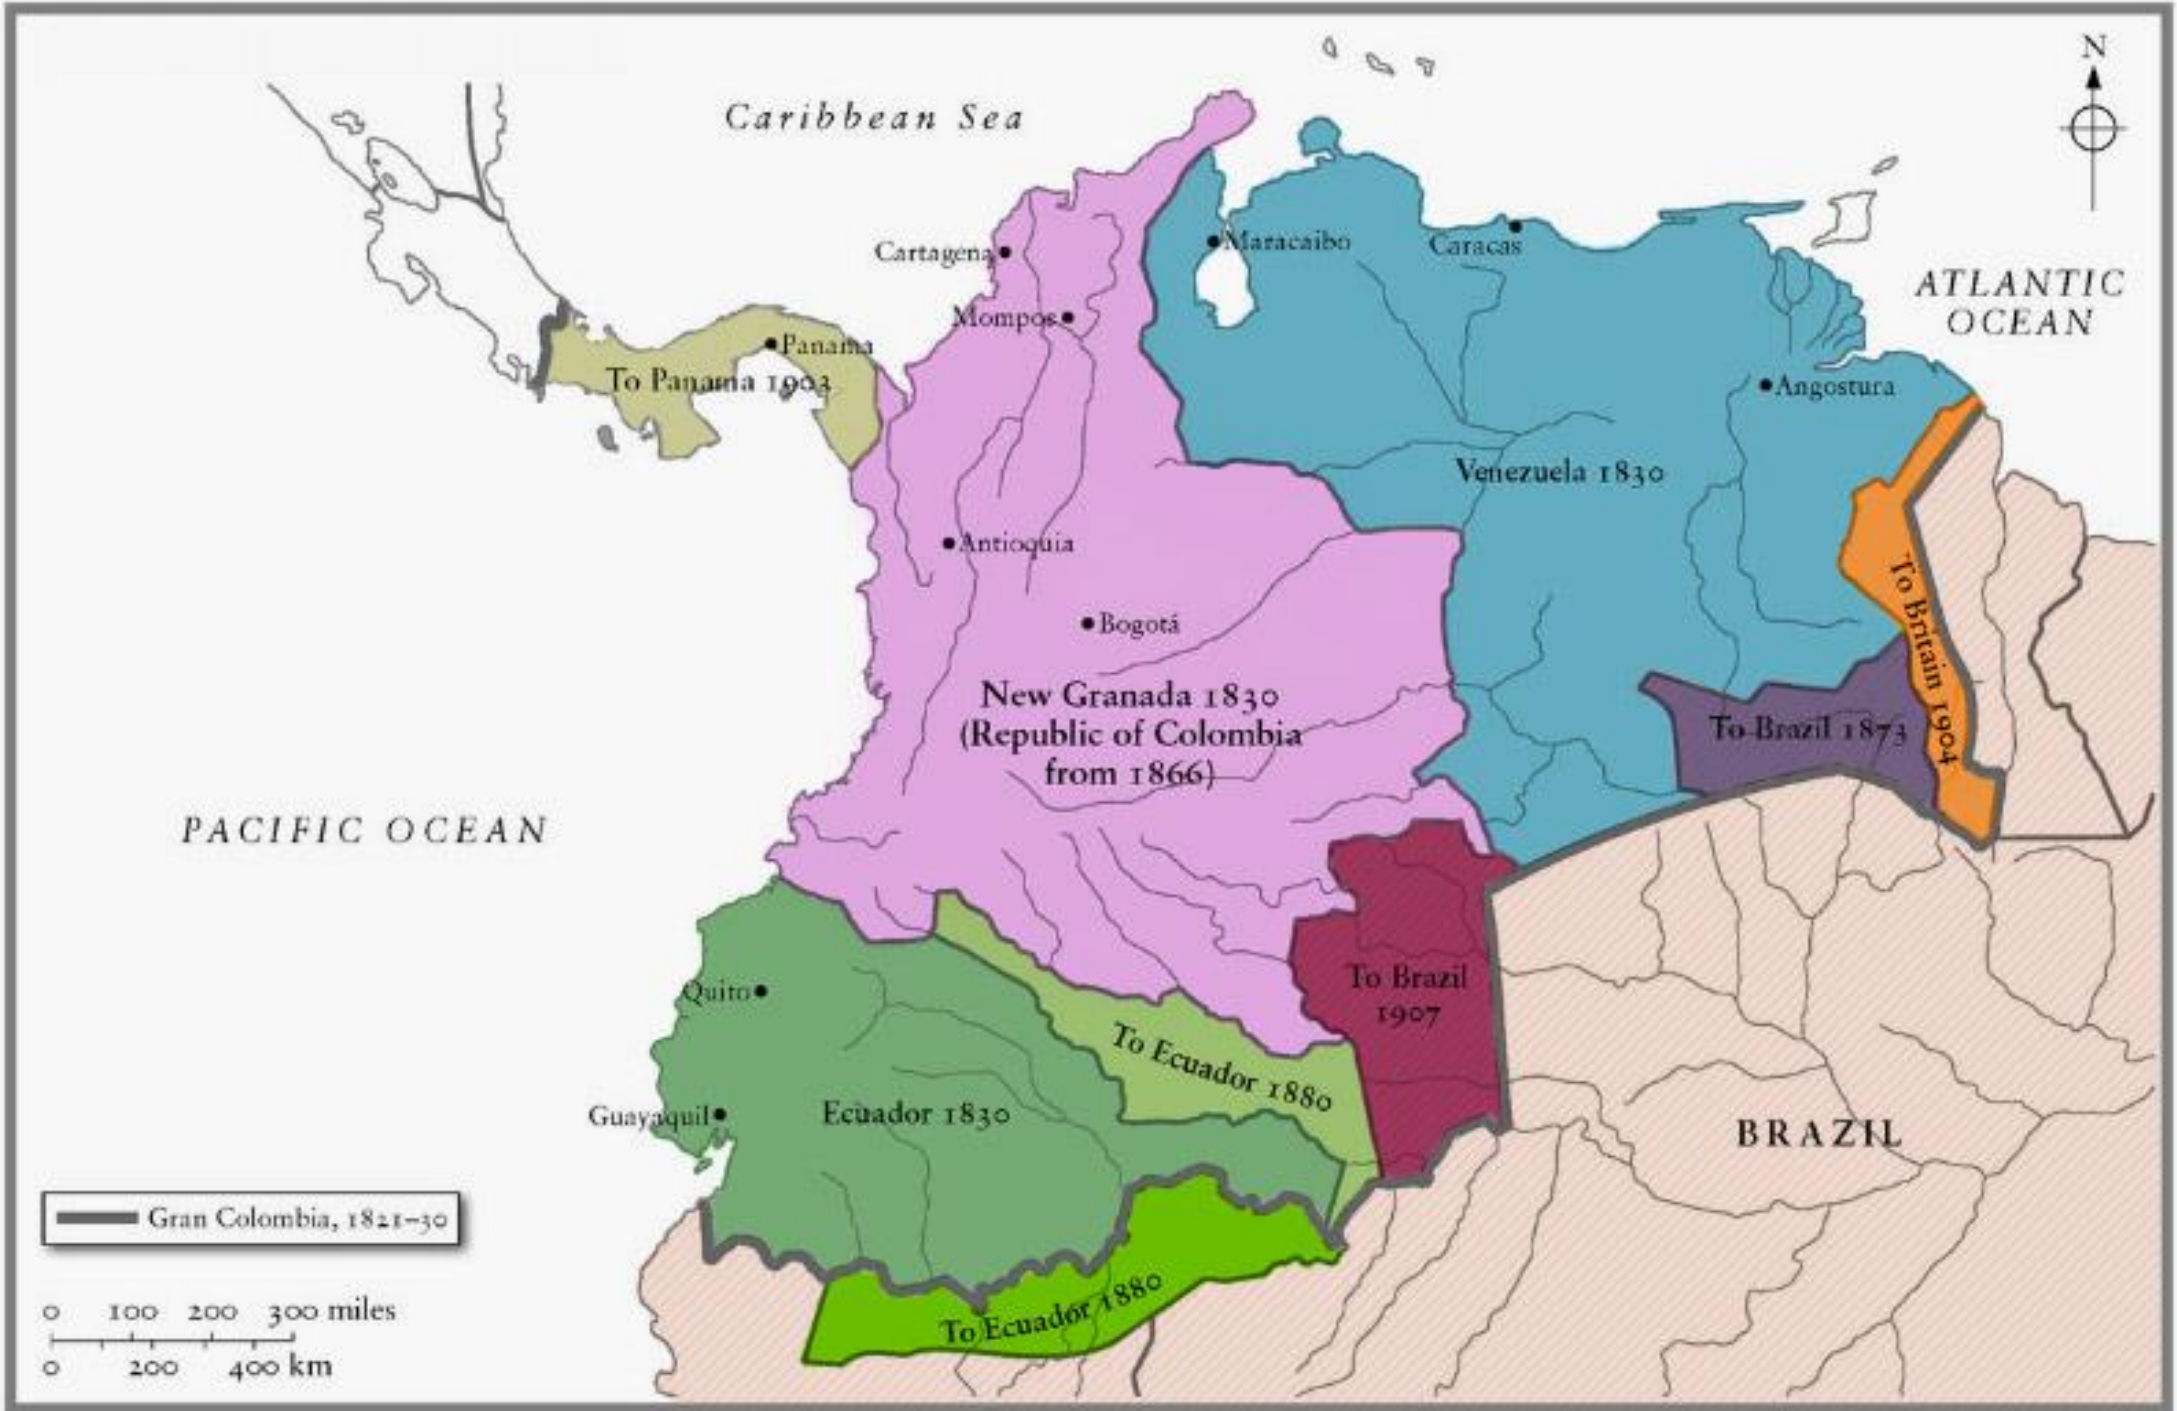 N
Caribbean Sea
ATLANTIC
OCEAN
Cartagena
Maracaibo
Caracas
Mompos
Panama
To Panama 1903
Angostura
Venezuela 1830
Antioquia
Bogotá
To Britain 1904
New Granada 1830
(Republic of Colombia
from 1866)
To Brazil 1873
PACIFIC OCEAN
Quito
To Brazil
1907
To Ecuador 1880
Guayaquil
Ecuador 1830
BRAZIL
Gran Colombia, 1821–30
To Ecuador 1880
0 100 200 300 miles
0 200 400 km